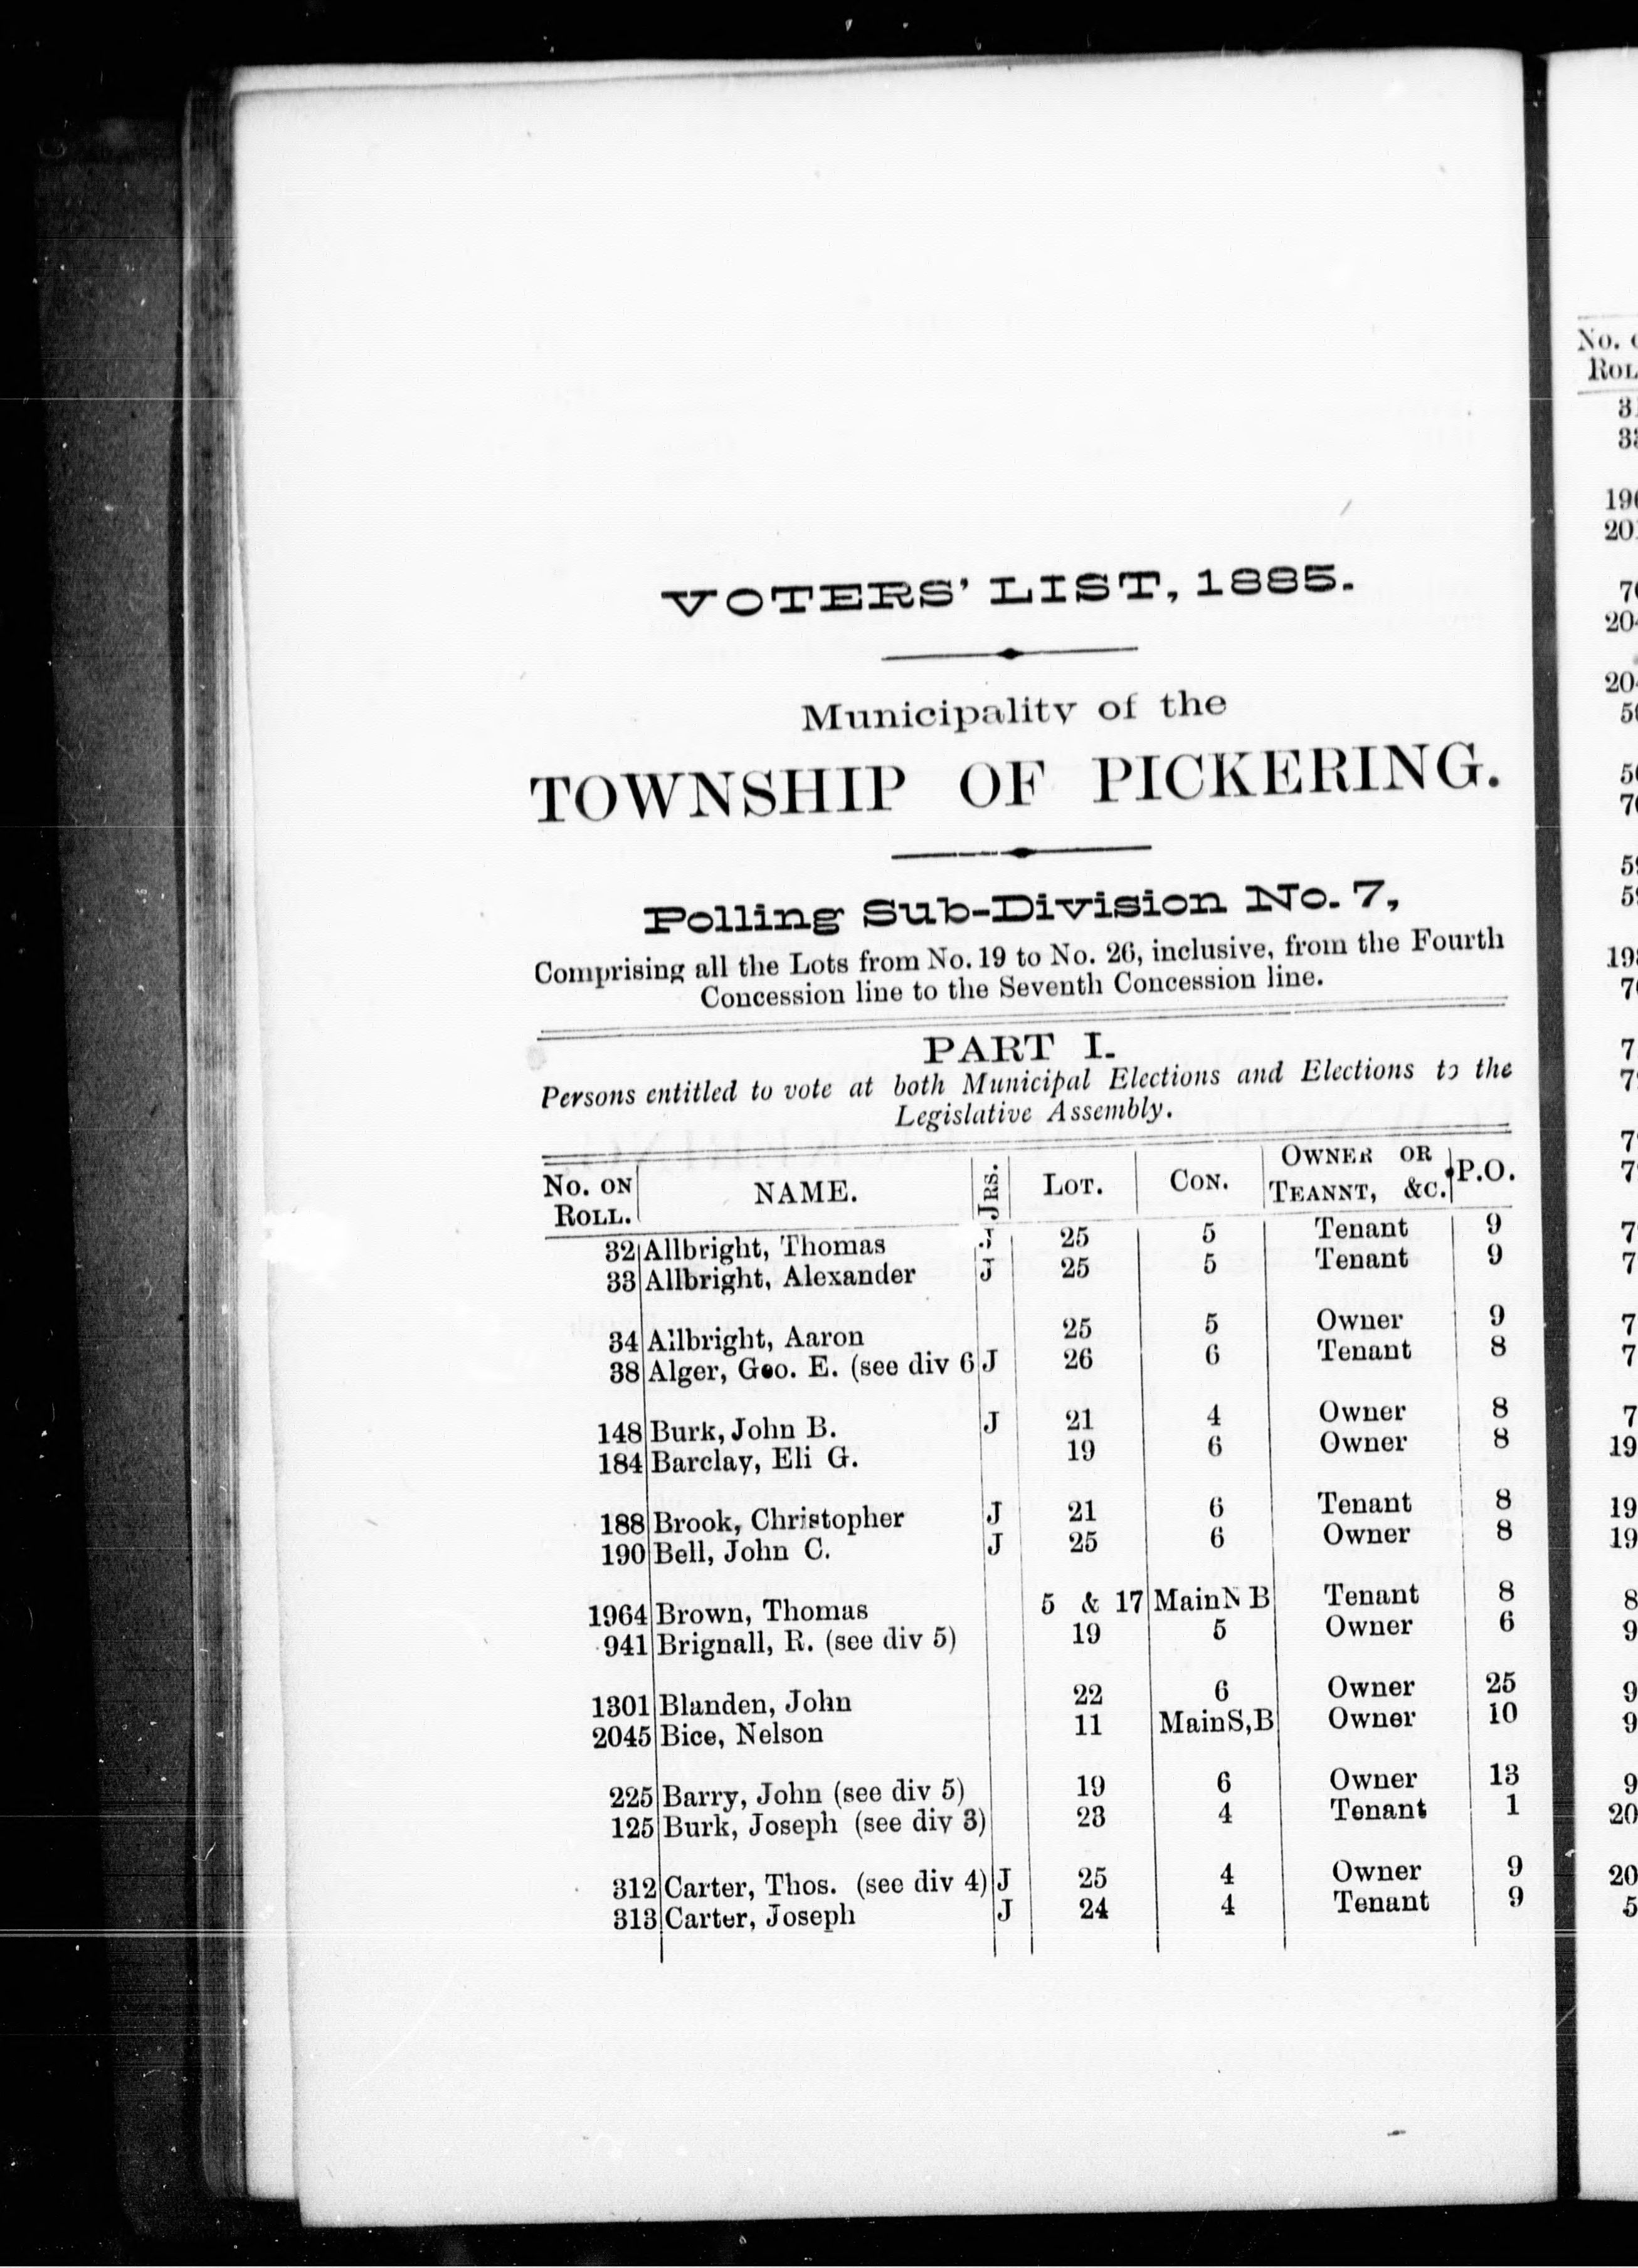 VOTERS' LIST, 1885.
Municipality of the
TOWNSHIP OF PICKERING.
Polling Sub-Division No. 7,
Comprising all the Lots from No. 19 to No. 26, inclusive, from the Fourth
Concession line to the Seventh Concession line.
PART I.
Persons entitled to vote at both Municipal Elections and Elections to the
Legislative Assembly.
No. on Roll. NAME. Jrs. Lot. Con. Owner or Teannt, &c. P.O.
32 Allbright, Thomas J 25 5 Tenant 9
33 Allbright, Alexander J 25 5 Tenant 9
34 Allbright, Aaron 25 5 Owner 9
38 Alger, Geo. E. (see div 6 J 26 6 Tenant 8
148 Burk, John B. J 21 4 Owner 8
184 Barclay, Eli G. 19 6 Owner 8
188 Brook, Christopher J 21 6 Tenant 8
190 Bell, John C. J 25 6 Owner 8
1964 Brown, Thomas 5 & 17 MainN B Tenant 8
941 Brignall, R. (see div 5) 19 5 Owner 6
1301 Blanden, John 22 6 Owner 25
2045 Bice, Nelson 11 MainS,B Owner 10
225 Barry, John (see div 5) 19 6 Owner 13
125 Burk, Joseph (see div 3) 23 4 Tenant 1
312 Carter, Thos. (see div 4) J 25 4 Owner 9
313 Carter, Joseph J 24 4 Tenant 9